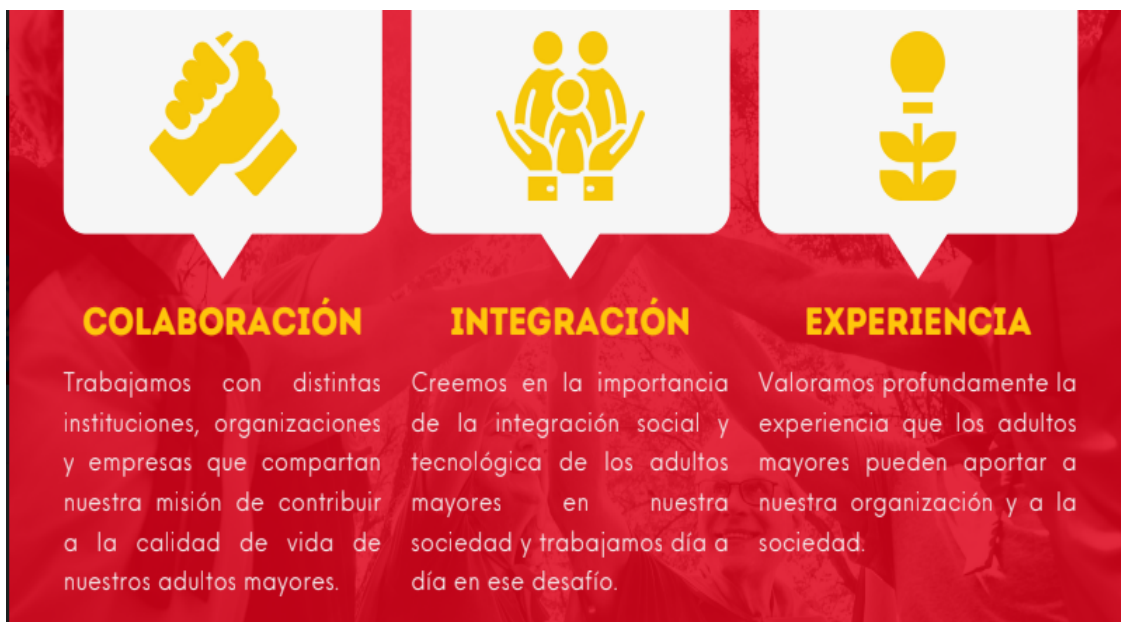 COLABORACIÓN
Trabajamos con distintas
instituciones, organizaciones
y empresas que compartan
nuestra misión de contribuir
a la calidad de vida de
nuestros adultos mayores.
INTEGRACIÓN
Creemos en la importancia
de la integración social y
tecnológica de los adultos
mayores en nuestra
sociedad y trabajamos día a
día en ese desafío.
EXPERIENCIA
Valoramos profundamente la
experiencia que los adultos
mayores pueden aportar a
nuestra organización y a la
sociedad.